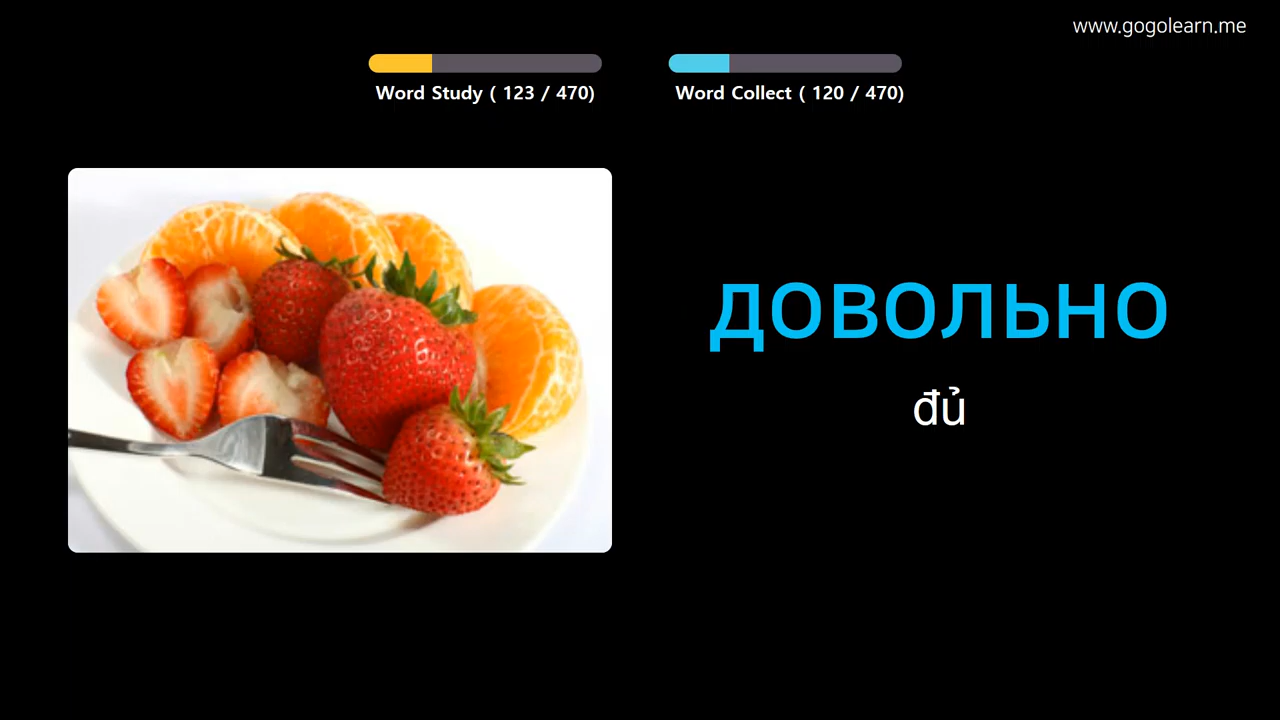 www.gogolearn.me
Word Study ( 123 / 470)
Word Collect ( 120 / 470)
довольно
đủ